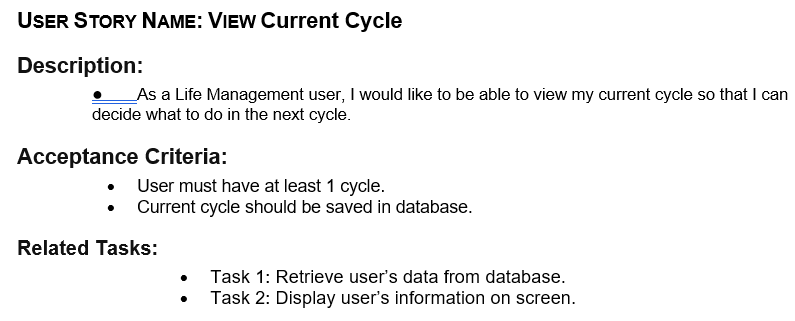 USER STORY NAME: VIEW Current Cycle
Description:
• As a Life Management user, I would like to be able to view my current cycle so that I can
decide what to do in the next cycle.
Acceptance Criteria:
• User must have at least 1 cycle.
• Current cycle should be saved in database.
Related Tasks:
• Task 1: Retrieve user’s data from database.
• Task 2: Display user’s information on screen.